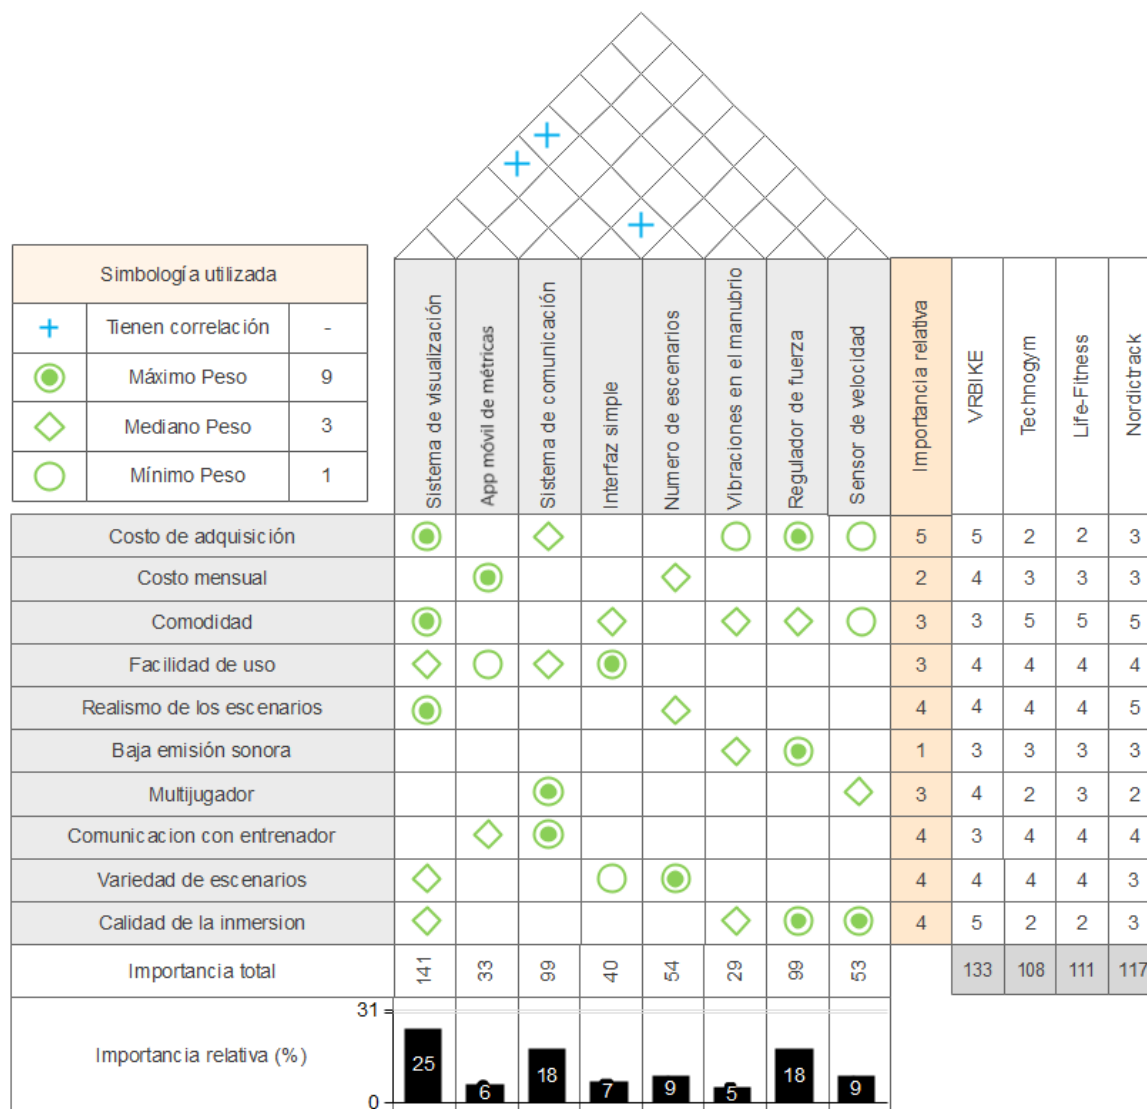 Simbología utilizada
Tienen correlación -
Máximo Peso 9
Mediano Peso 3
Mínimo Peso 1
Sistema de visualización
App móvil de métricas
Sistema de comunicación
Interfaz simple
Numero de escenarios
Vibraciones en el manubrio
Regulador de fuerza
Sensor de velocidad
Importancia relativa
VRBIKE
Technogym
Life-Fitness
Nordictrack
Costo de adquisición 5 5 2 2 3
Costo mensual 2 4 3 3 3
Comodidad 3 3 5 5 5
Facilidad de uso 3 4 4 4 4
Realismo de los escenarios 4 4 4 4 5
Baja emisión sonora 1 3 3 3 3
Multijugador 3 4 2 3 2
Comunicacion con entrenador 4 3 4 4 4
Variedad de escenarios 4 4 4 4 3
Calidad de la inmersion 4 5 2 2 3
Importancia total 141 33 99 40 54 29 99 53 133 108 111 117
31
Importancia relativa (%) 25 6 18 7 9 5 18 9
0